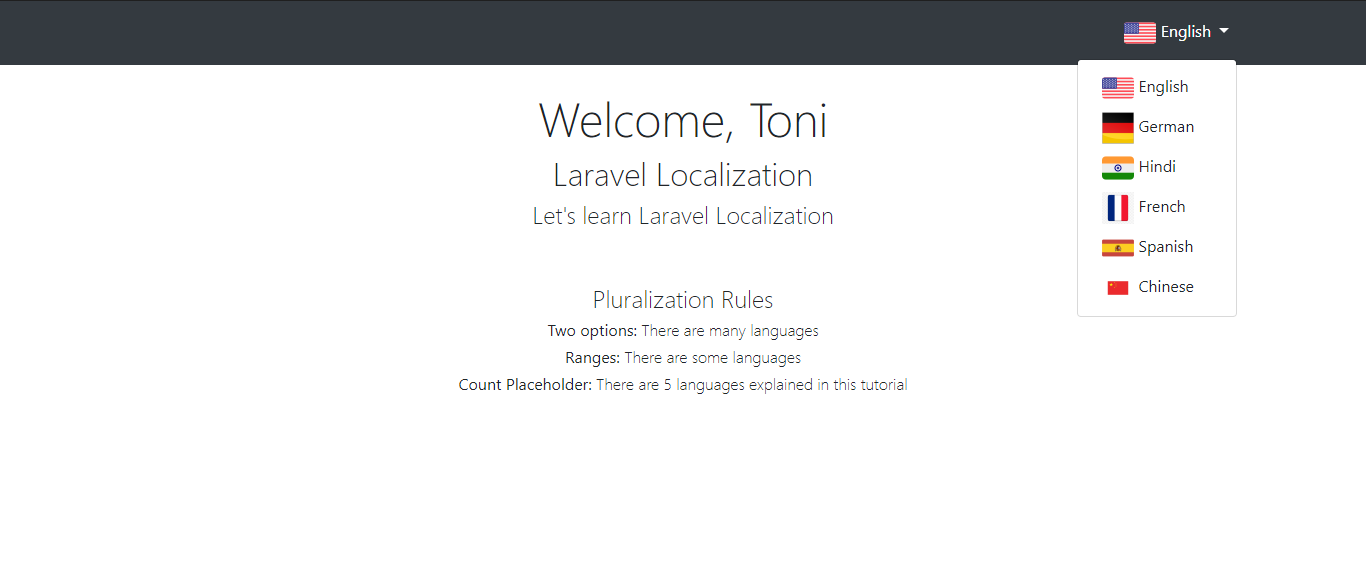 English
English
German
Hindi
French
Spanish
Chinese
Welcome, Toni
Laravel Localization
Let's learn Laravel Localization
Pluralization Rules
Two options: There are many languages
Ranges: There are some languages
Count Placeholder: There are 5 languages explained in this tutorial